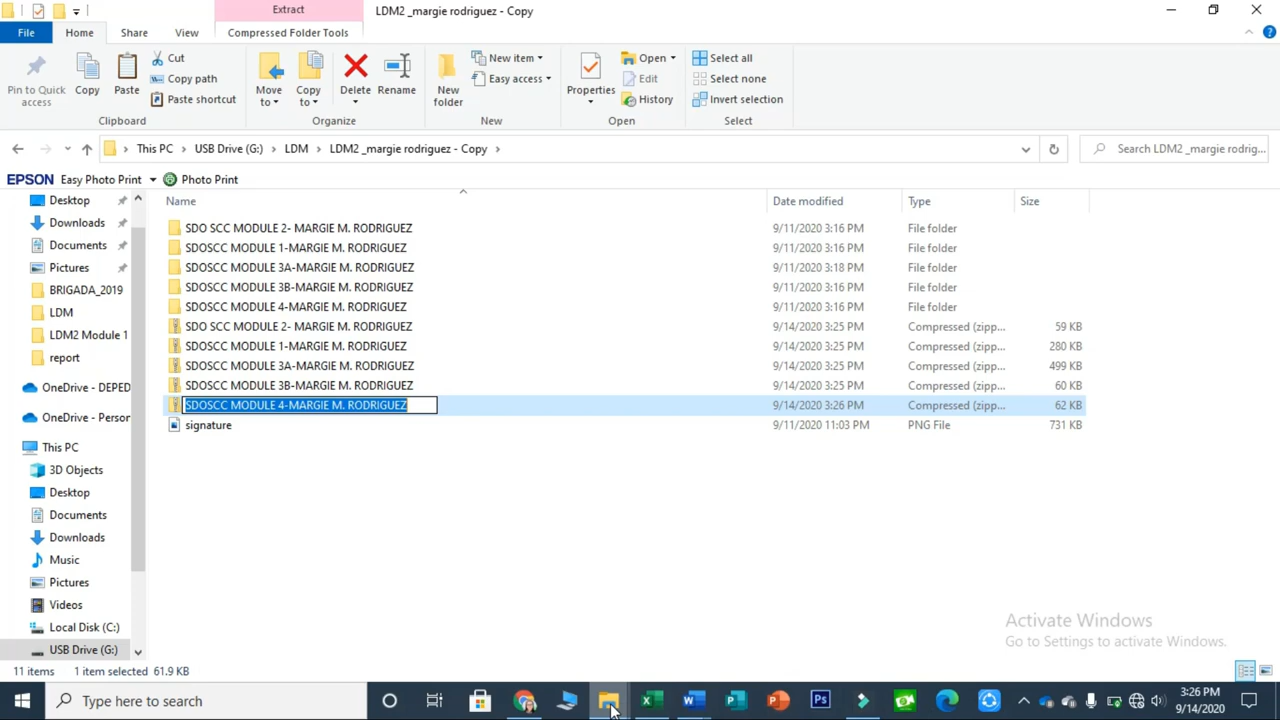 Extract
LDM2 _margie rodriguez - Copy
File
Home
Share
View
Compressed Folder Tools
Pin to Quick access
Copy
Paste
Cut
Copy path
Paste shortcut
Clipboard
Move to
Copy to
Delete
Rename
Organize
New folder
New item
Easy access
New
Properties
Open
Edit
History
Open
Select all
Select none
Invert selection
Select
This PC > USB Drive (G:) > LDM > LDM2 _margie rodriguez - Copy >
Search LDM2 _margie rodrig...
EPSON Easy Photo Print Photo Print
Name Date modified Type Size
Desktop
Downloads
Documents
Pictures
BRIGADA_2019
LDM
LDM2 Module 1
report
OneDrive - DEPED
OneDrive - Person
This PC
3D Objects
Desktop
Documents
Downloads
Music
Pictures
Videos
Local Disk (C:)
USB Drive (G:)
SDO SCC MODULE 2- MARGIE M. RODRIGUEZ 9/11/2020 3:16 PM File folder
SDOSCC MODULE 1-MARGIE M. RODRIGUEZ 9/11/2020 3:16 PM File folder
SDOSCC MODULE 3A-MARGIE M. RODRIGUEZ 9/11/2020 3:18 PM File folder
SDOSCC MODULE 3B-MARGIE M. RODRIGUEZ 9/11/2020 3:16 PM File folder
SDOSCC MODULE 4-MARGIE M. RODRIGUEZ 9/11/2020 3:16 PM File folder
SDO SCC MODULE 2- MARGIE M. RODRIGUEZ 9/14/2020 3:25 PM Compressed (zipp... 59 KB
SDOSCC MODULE 1-MARGIE M. RODRIGUEZ 9/14/2020 3:25 PM Compressed (zipp... 280 KB
SDOSCC MODULE 3A-MARGIE M. RODRIGUEZ 9/14/2020 3:25 PM Compressed (zipp... 499 KB
SDOSCC MODULE 3B-MARGIE M. RODRIGUEZ 9/14/2020 3:25 PM Compressed (zipp... 60 KB
SDOSCC MODULE 4-MARGIE M. RODRIGUEZ 9/14/2020 3:26 PM Compressed (zipp... 62 KB
signature 9/11/2020 11:03 PM PNG File 731 KB
Activate Windows
Go to Settings to activate Windows.
11 items 1 item selected 61.9 KB
Type here to search
3:26 PM
9/14/2020